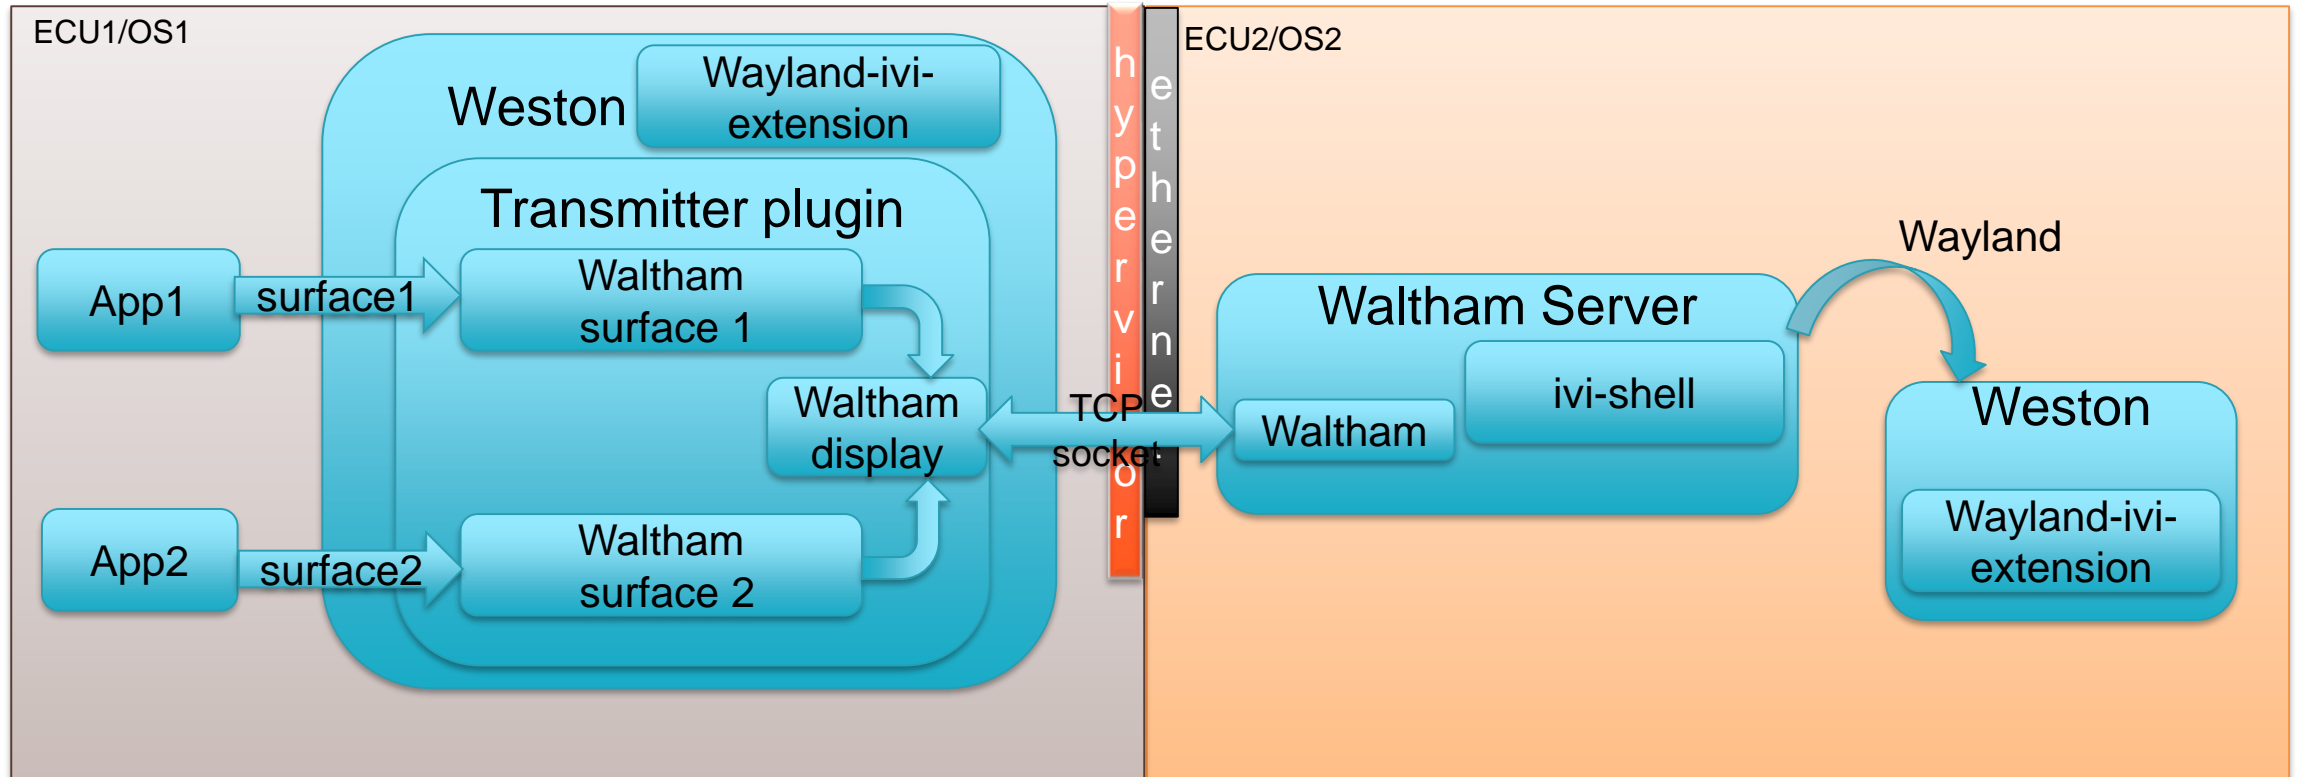 ECU1/OS1
Weston
Wayland-ivi-
extension
Transmitter plugin
App1
surface1
Waltham
surface 1
Waltham
display
App2
surface2
Waltham
surface 2
hypervisor
ethernet
TCP
socket
ECU2/OS2
Waltham Server
Waltham
ivi-shell
Wayland
Weston
Wayland-ivi-
extension